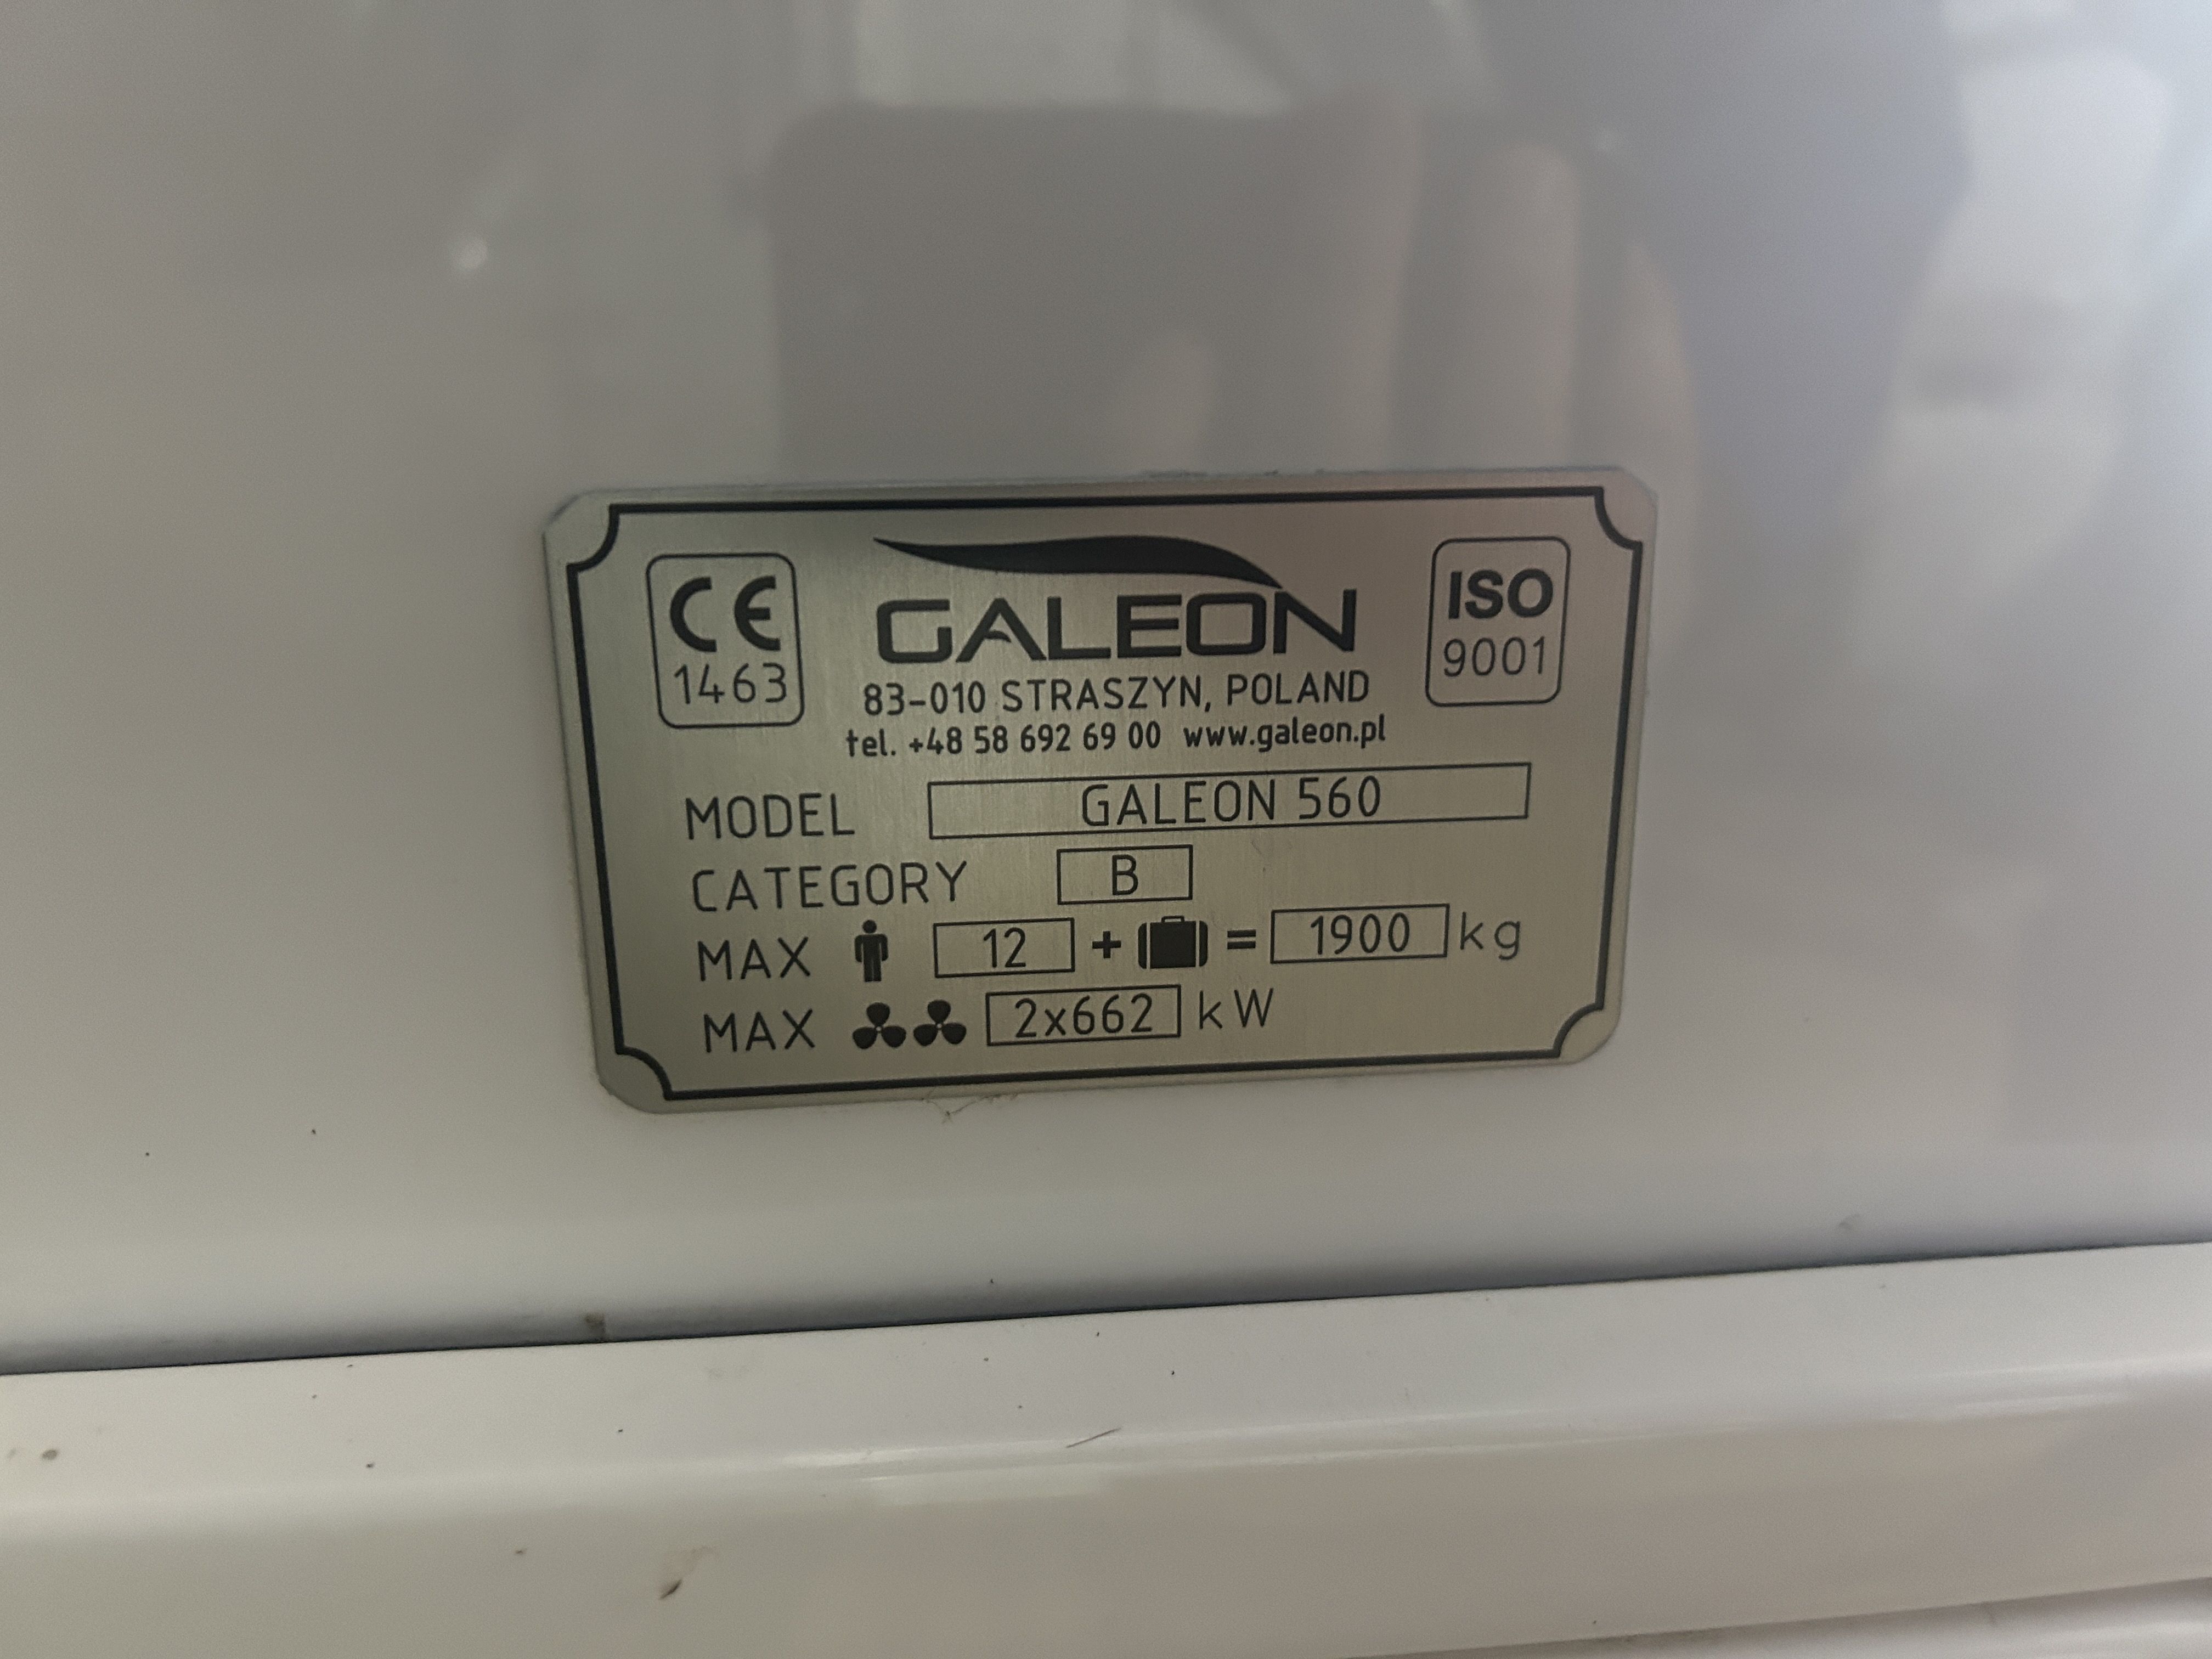 CE
1463
GALEON
ISO
9001
83-010 STRASZYN, POLAND
tel. +48 58 692 69 00 www.galeon.pl
MODEL GALEON 560
CATEGORY B
MAX 12 + = 1900 kg
MAX 2x662 kW